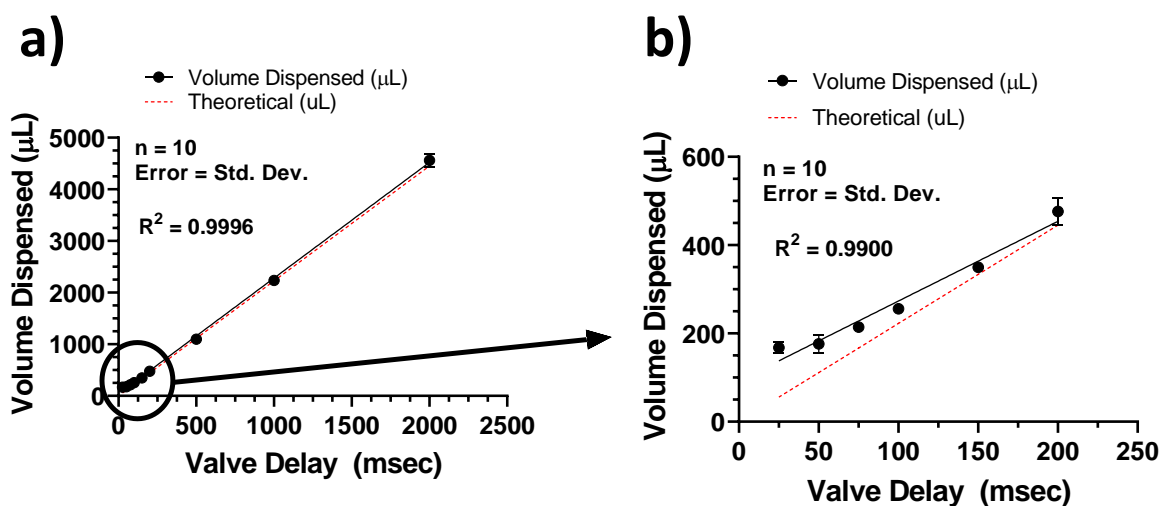 a)
Volume Dispensed (μL)
Theoretical (uL)
n = 10
Error = Std. Dev.
R² = 0.9996
Volume Dispensed (μL)
5000
4000
3000
2000
1000
0
0 500 1000 1500 2000 2500
Valve Delay (msec)
b)
Volume Dispensed (μL)
Theoretical (uL)
n = 10
Error = Std. Dev.
R² = 0.9900
Volume Dispensed (μL)
600
400
200
0
0 50 100 150 200 250
Valve Delay (msec)